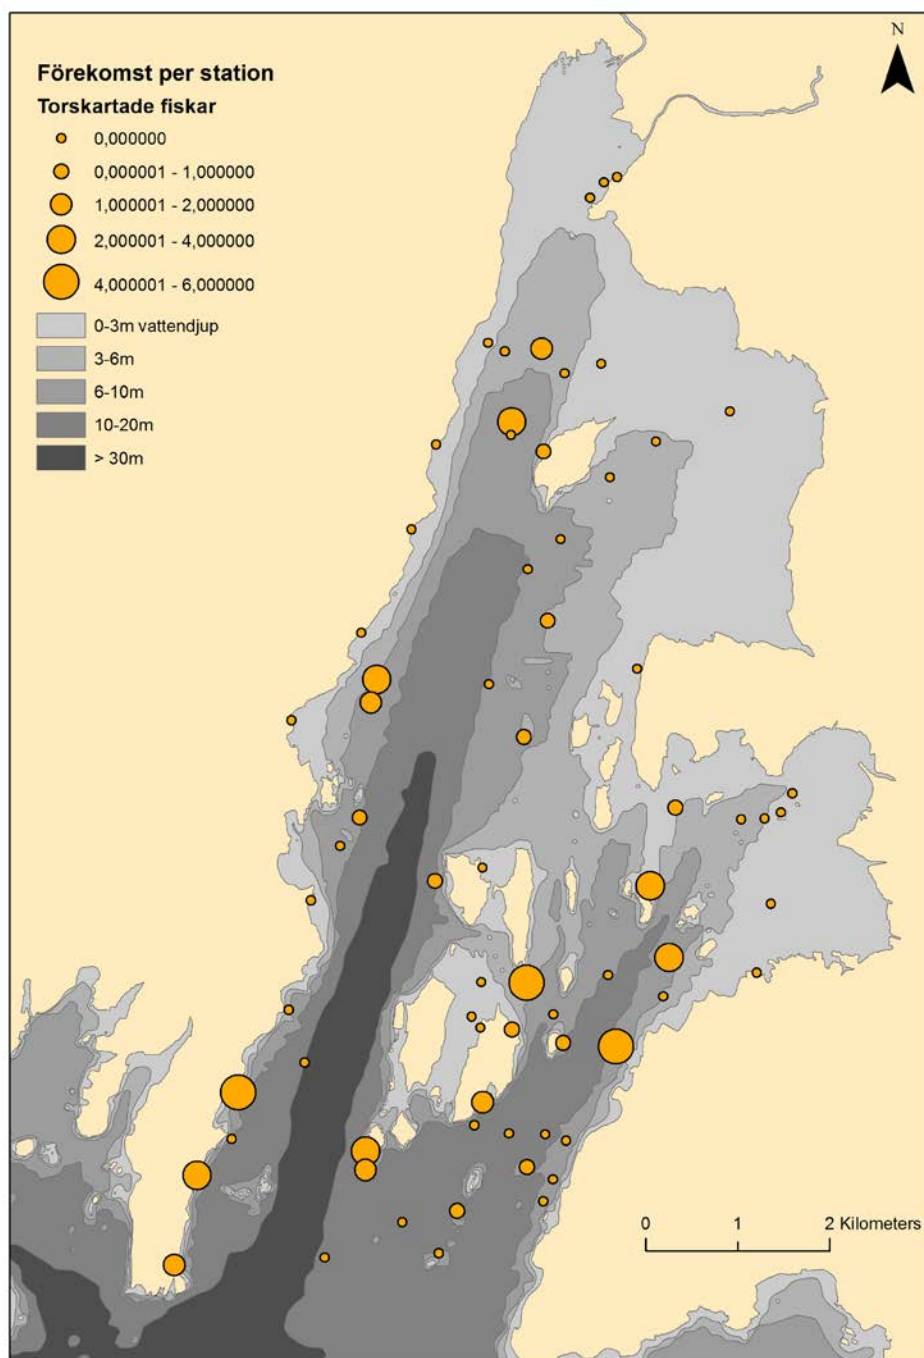 N
Förekomst per station
Torskartade fiskar
0,000000
0,000001 - 1,000000
1,000001 - 2,000000
2,000001 - 4,000000
4,000001 - 6,000000
0-3m vattendjup
3-6m
6-10m
10-20m
> 30m
0 1 2 Kilometers